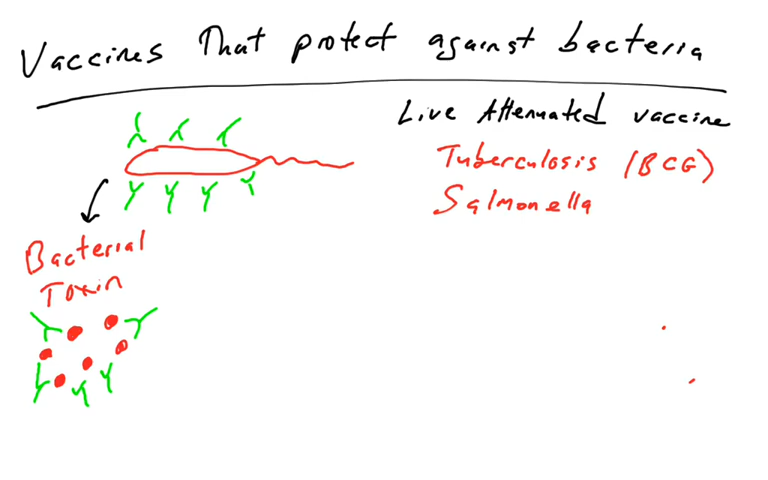 Vaccines That protect against bacteria
Live Attenuated vaccine
Tuberculosis (BCG)
Salmonella
Bacterial
Toxin